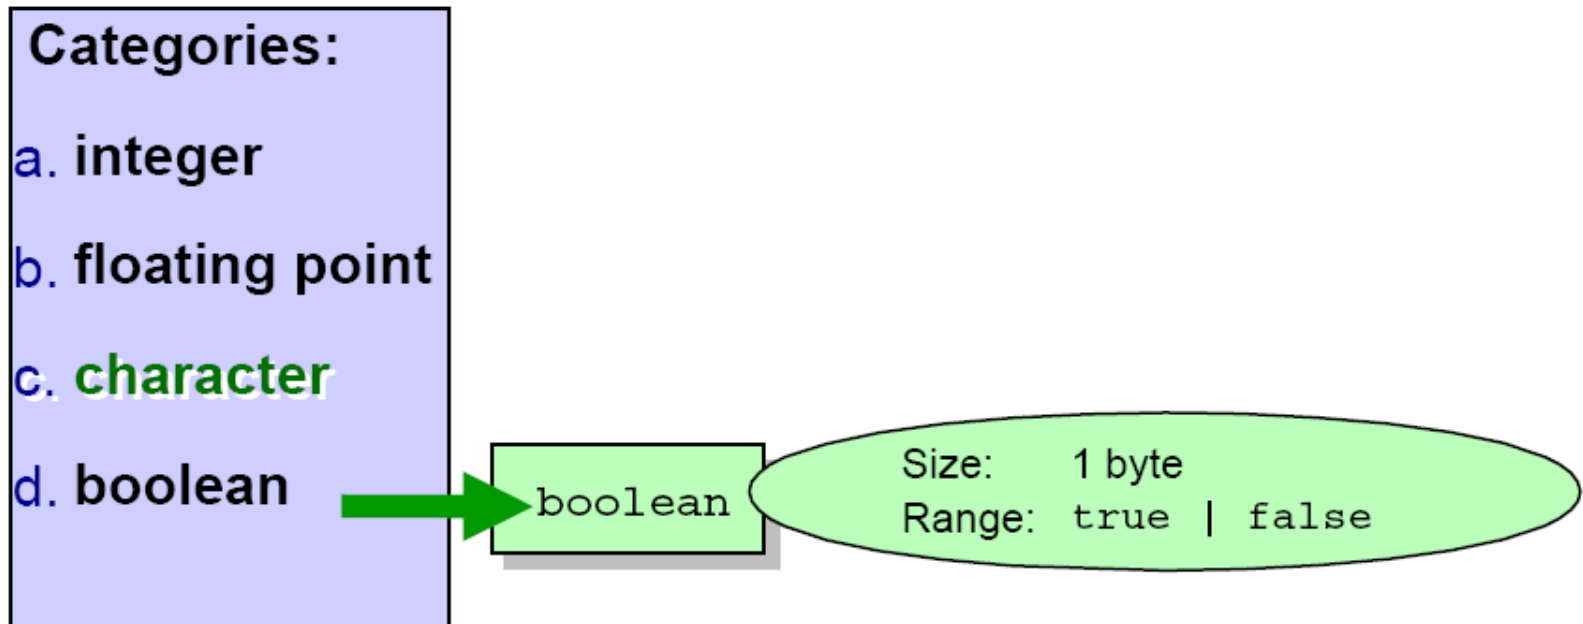 Categories:
a. integer
b. floating point
c. character
d. boolean
boolean
Size: 1 byte
Range: true | false